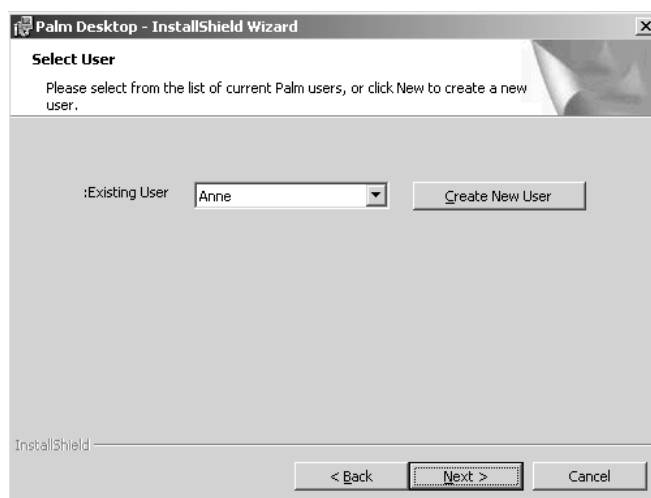 Palm Desktop - InstallShield Wizard
Select User
Please select from the list of current Palm users, or click New to create a new
user.
:Existing User
Anne
Create New User
InstallShield
< Back
Next >
Cancel